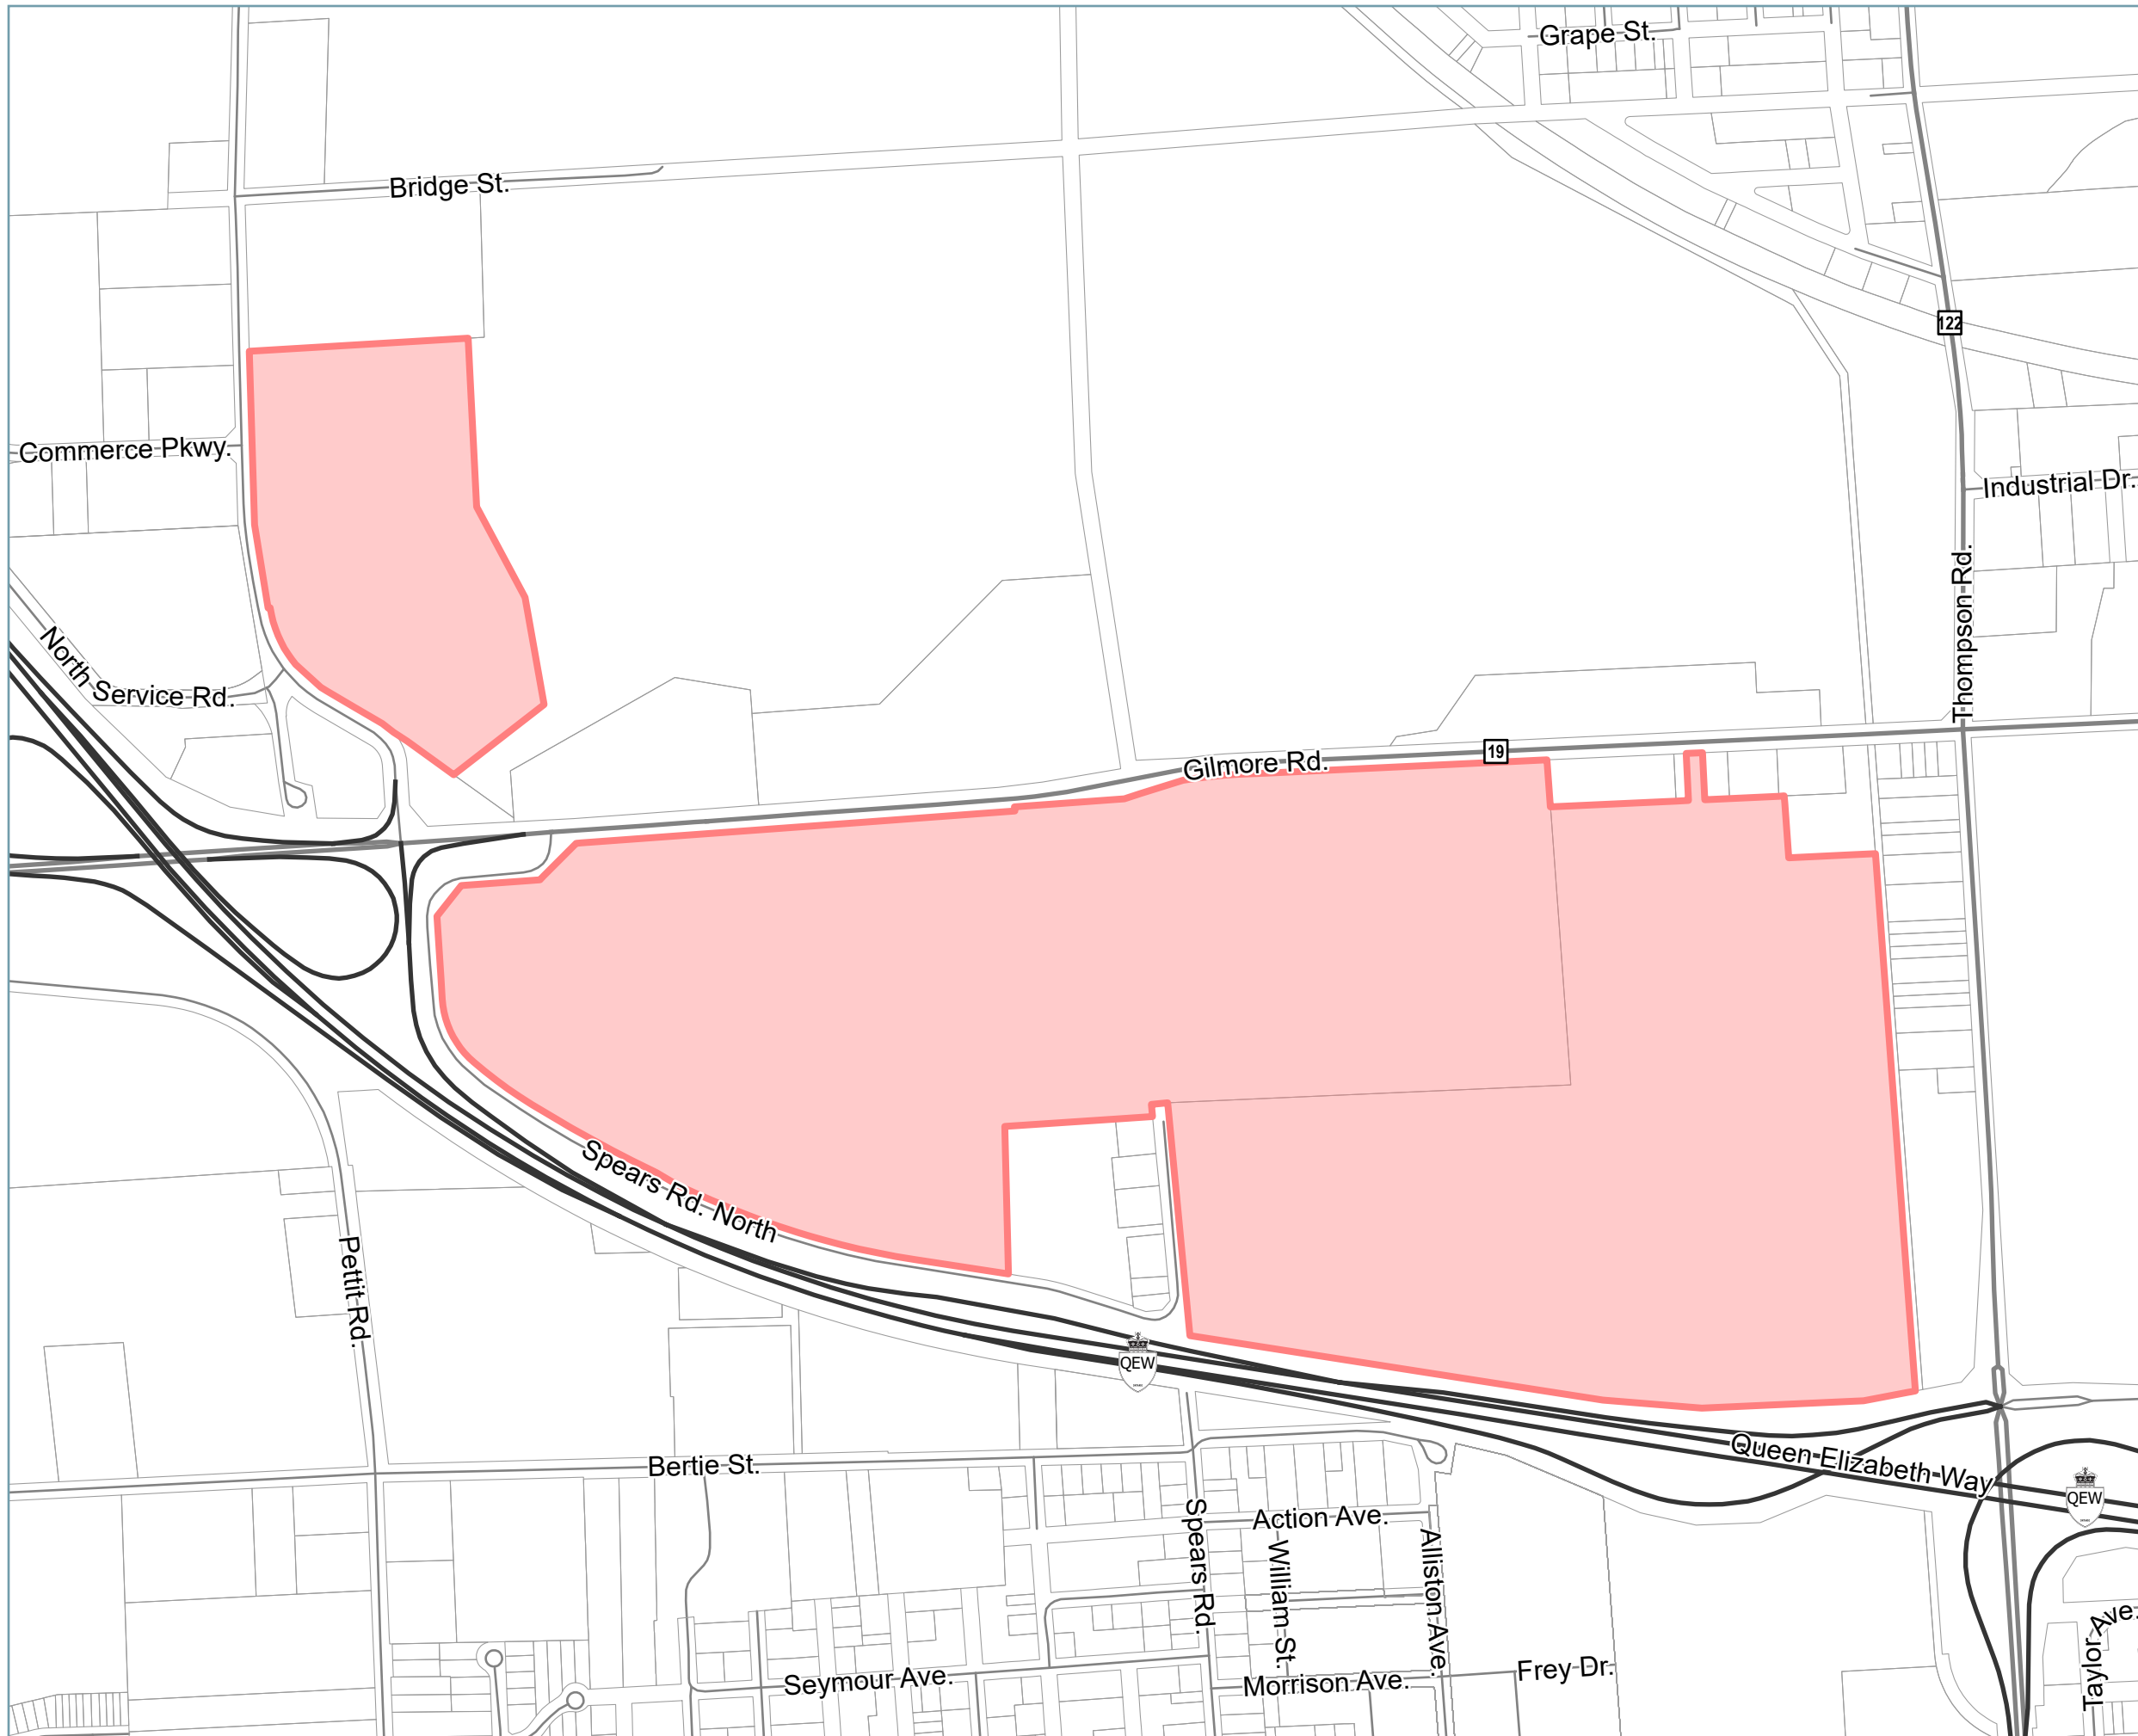 Grape St.
Bridge St.
122
Commerce Pkwy.
Industrial Dr.
Thompson Rd.
North Service Rd.
19
Gilmore Rd.
Spears Rd. North
Pettit Rd.
QEW
Queen Elizabeth Way
QEW
Bertie St.
Spears Rd.
Action Ave.
William St.
Alliston Ave.
Taylor Ave.
Seymour Ave.
Morrison Ave.
Frey Dr.